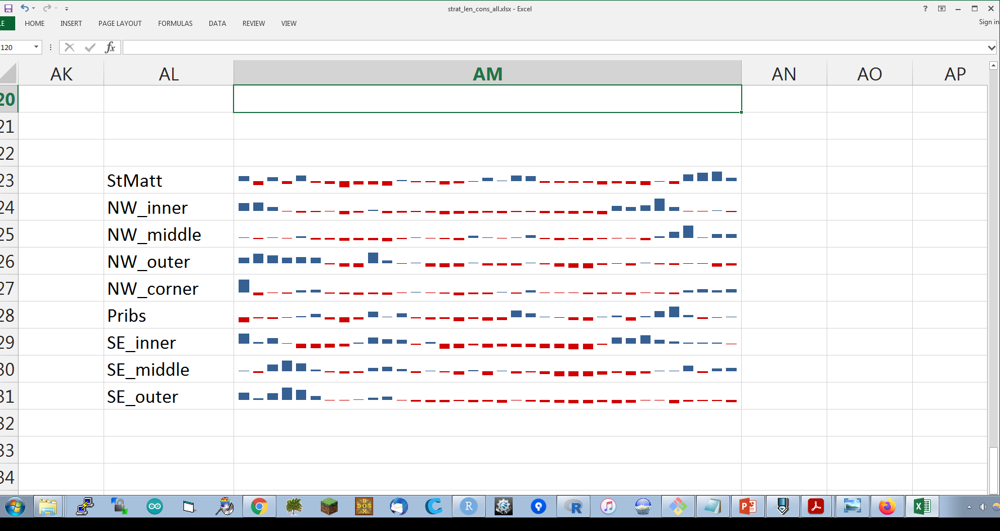 strat_len_cons_all.xlsx - Excel
?
Sign in
LE HOME INSERT PAGE LAYOUT FORMULAS DATA REVIEW VIEW
120 fx
AK AL AM AN AO AP
20
21
22
23 StMatt
24 NW_inner
25 NW_middle
26 NW_outer
27 NW_corner
28 Pribs
29 SE_inner
30 SE_middle
31 SE_outer
32
33
34